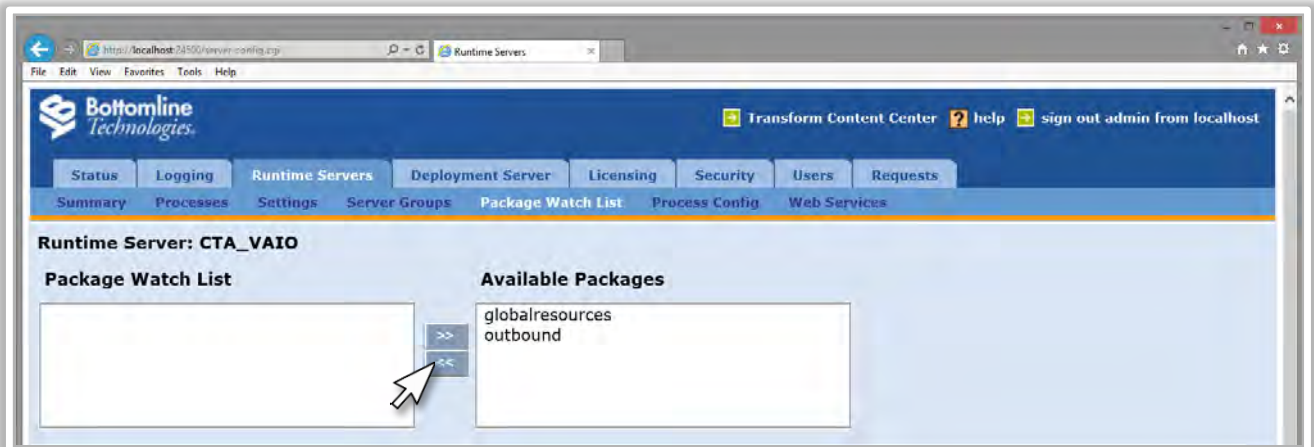 http://localhost:24500/server-config.zrp
Runtime Servers
File Edit View Favorites Tools Help
Bottomline
Technologies.
Transform Content Center ? help sign out admin from localhost
Status Logging Runtime Servers Deployment Server Licensing Security Users Requests
Summary Processes Settings Server Groups Package Watch List Process Config Web Services
Runtime Server: CTA_VAIO
Package Watch List Available Packages
globalresources
>> outbound
<<